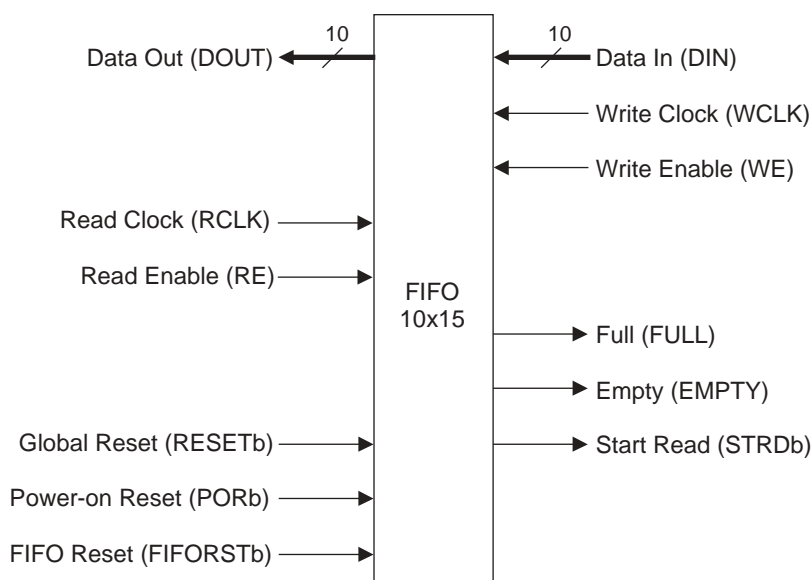 10
10
Data Out (DOUT)
Data In (DIN)
Write Clock (WCLK)
Write Enable (WE)
Read Clock (RCLK)
Read Enable (RE)
FIFO
10x15
Full (FULL)
Empty (EMPTY)
Global Reset (RESETb)
Start Read (STRDb)
Power-on Reset (PORb)
FIFO Reset (FIFORSTb)